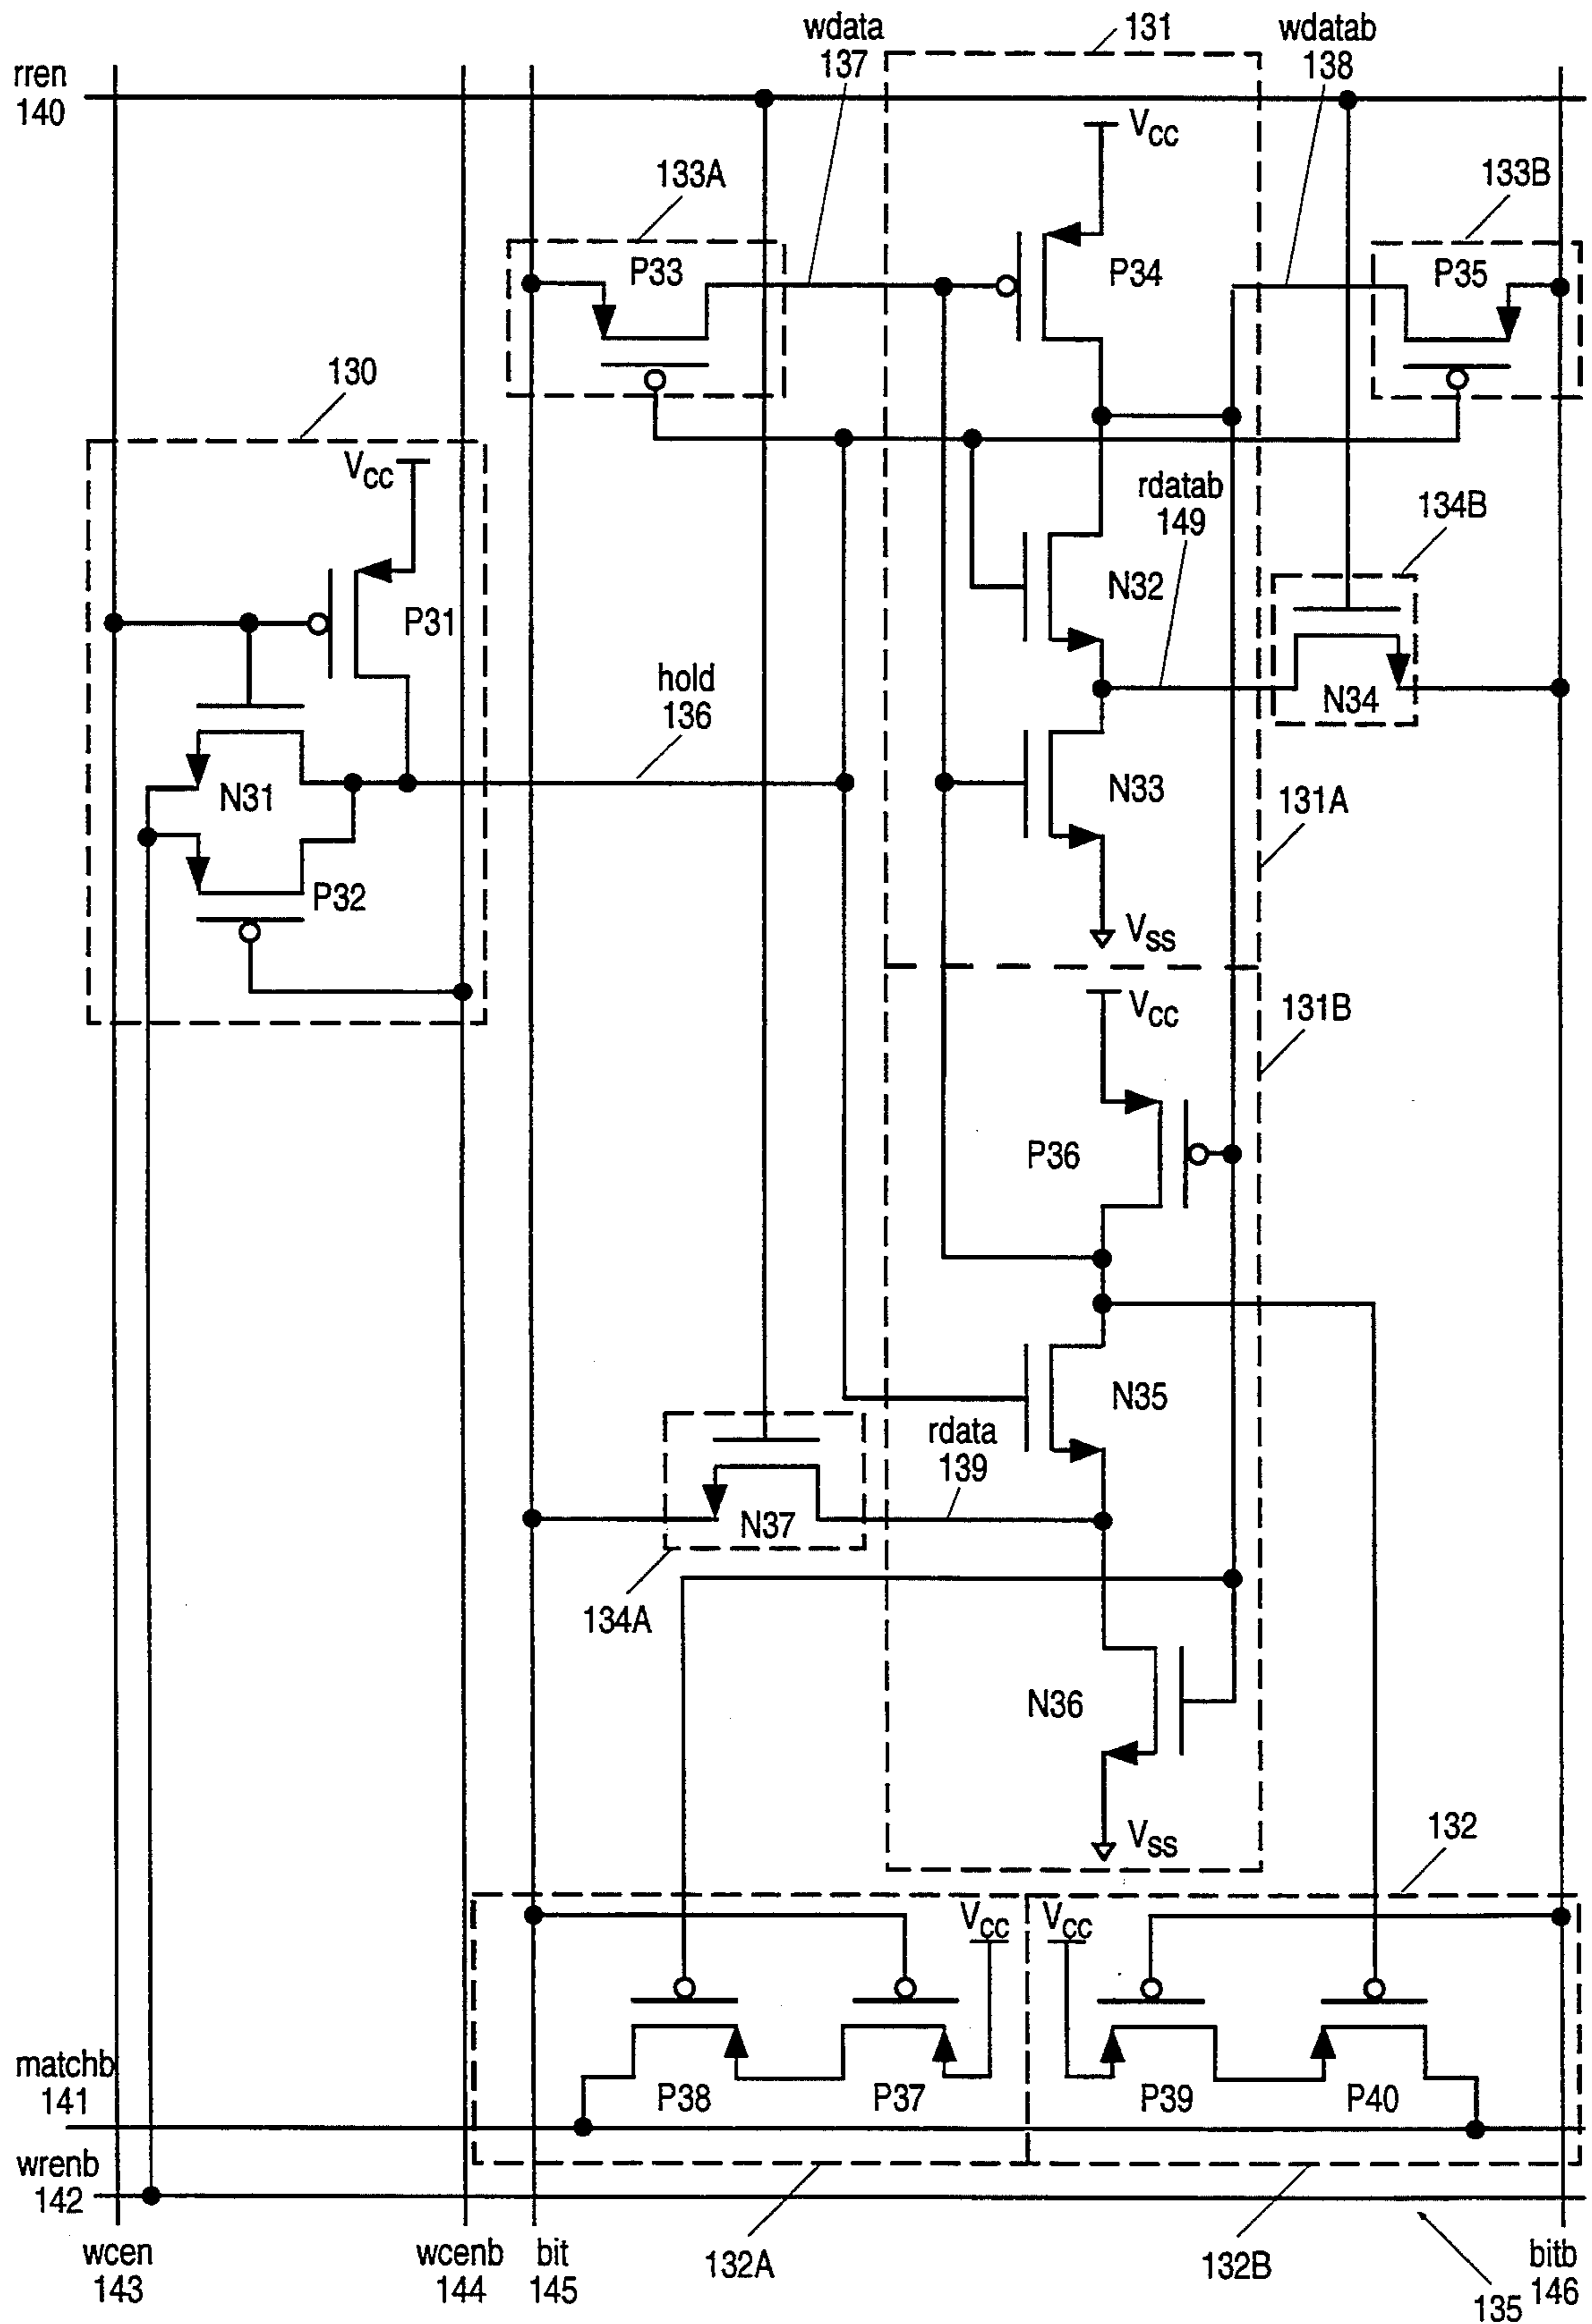 wdata
137
131
wdatab
138
rren
140
VCC
133A
133B
P33
P34
P35
130
VCC
rdatab
149
134B
N32
P31
hold
136
N34
N31
N33
131A
P32
VSS
VCC
131B
P36
N35
rdata
139
N37
134A
N36
VSS
132
VCC
VCC
matchb
141
P38
P37
P39
P40
wrenb
142
wcen
143
wcenb
144
bit
145
132A
132B
135
bitb
146